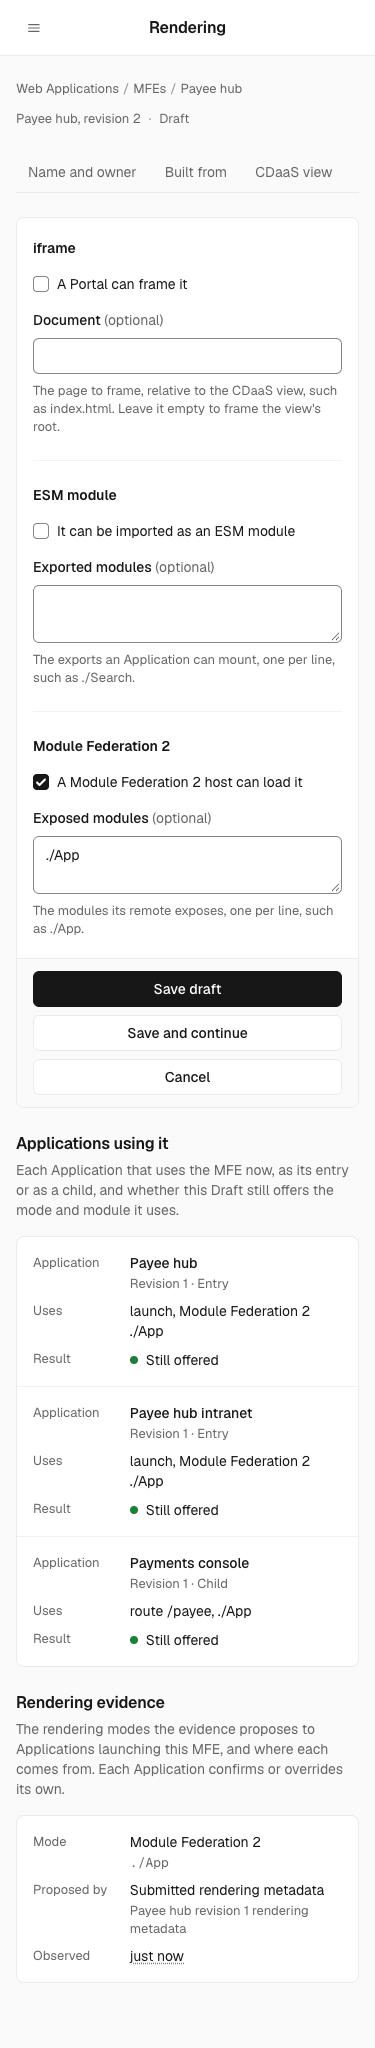 Rendering
Web Applications / MFEs / Payee hub
Payee hub, revision 2 · Draft
Name and owner Built from CDaaS view
iframe
A Portal can frame it
Document (optional)
The page to frame, relative to the CDaaS view, such
as index.html. Leave it empty to frame the view's
root.
ESM module
It can be imported as an ESM module
Exported modules (optional)
The exports an Application can mount, one per line,
such as ./Search.
Module Federation 2
A Module Federation 2 host can load it
Exposed modules (optional)
./App
The modules its remote exposes, one per line, such
as ./App.
Save draft
Save and continue
Cancel
Applications using it
Each Application that uses the MFE now, as its entry
or as a child, and whether this Draft still offers the
mode and module it uses.
Application Payee hub
Revision 1 · Entry
Uses launch, Module Federation 2
./App
Result Still offered
Application Payee hub intranet
Revision 1 · Entry
Uses launch, Module Federation 2
./App
Result Still offered
Application Payments console
Revision 1 · Child
Uses route /payee, ./App
Result Still offered
Rendering evidence
The rendering modes the evidence proposes to
Applications launching this MFE, and where each
comes from. Each Application confirms or overrides
its own.
Mode Module Federation 2
./App
Proposed by Submitted rendering metadata
Payee hub revision 1 rendering
metadata
Observed just now